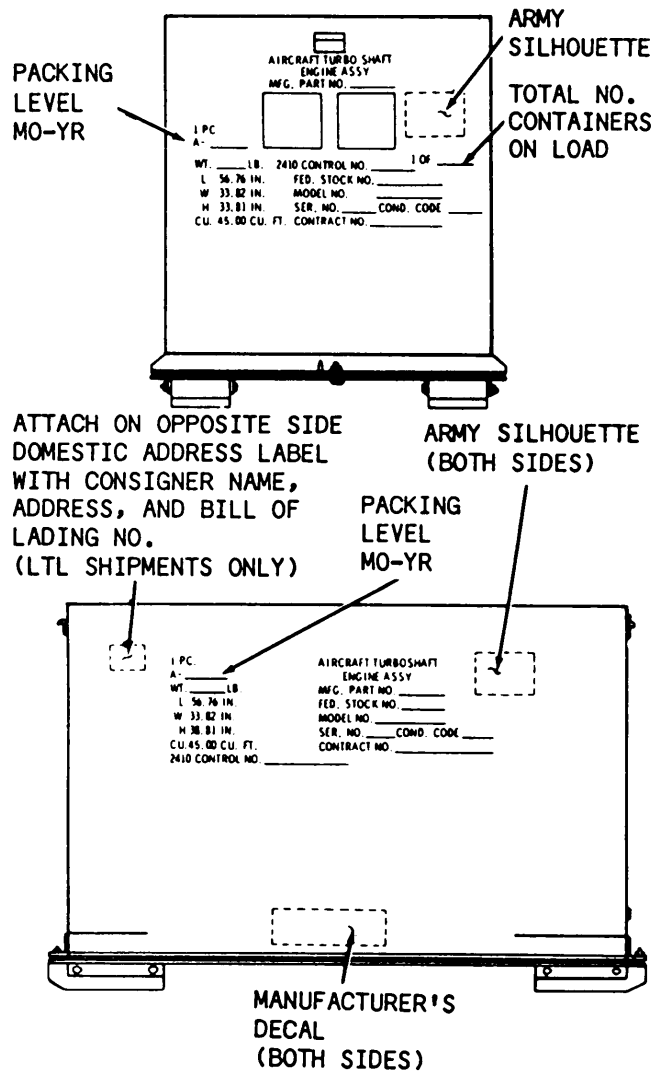 ARMY
SILHOUETTE
PACKING
LEVEL
MO-YR
TOTAL NO.
CONTAINERS
ON LOAD
AIRCRAFT TURBO SHAFT
ENGINE ASSY
MFG. PART NO.
1 PC
A-
WT. LB. 2410 CONTROL NO. 1 OF
L 56.76 IN. FED. STOCK NO.
W 33.82 IN. MODEL NO.
H 33.81 IN. SER. NO. COND. CODE
CU. 45.00 CU. FT. CONTRACT NO.
ATTACH ON OPPOSITE SIDE
DOMESTIC ADDRESS LABEL
WITH CONSIGNER NAME,
ADDRESS, AND BILL OF
LADING NO.
(LTL SHIPMENTS ONLY)
ARMY SILHOUETTE
(BOTH SIDES)
PACKING
LEVEL
MO-YR
1 PC.
A-
WT. LB.
L 56.76 IN.
W 33.82 IN
H 38.81 IN.
CU. 45.00 CU. FT.
2410 CONTROL NO.
AIRCRAFT TURBOSHAFT
ENGINE ASSY
MFG. PART NO.
FED. STOCK NO.
MODEL NO.
SER. NO. COND. CODE
CONTRACT NO.
MANUFACTURER'S
DECAL
(BOTH SIDES)